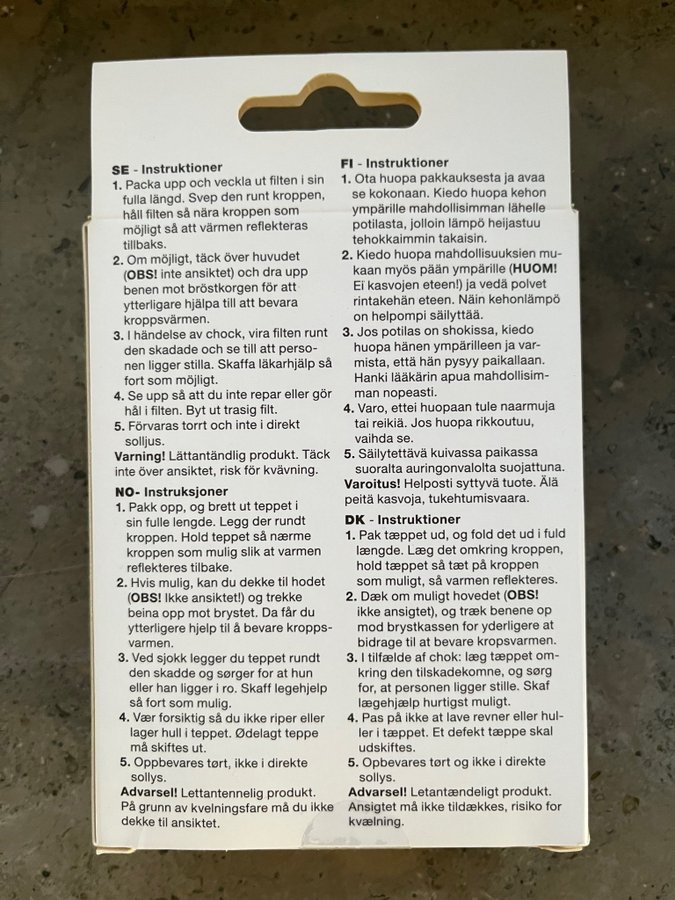 SE - Instruktioner
1. Packa upp och veckla ut filten i sin
fulla längd. Svep den runt kroppen,
håll filten så nära kroppen som
möjligt så att värmen reflekteras
tillbaks.
2. Om möjligt, täck över huvudet
(OBS! inte ansiktet) och dra upp
benen mot bröstkorgen för att
ytterligare hjälpa till att bevara
kroppsvärmen.
3. I händelse av chock, vira filten runt
den skadade och se till att perso-
nen ligger stilla. Skaffa läkarhjälp så
fort som möjligt.
4. Se upp så att du inte repar eller gör
hål i filten. Byt ut trasig filt.
5. Förvaras torrt och inte i direkt
solljus.
Varning! Lättantändlig produkt. Täck
inte över ansiktet, risk för kvävning.
NO- Instruksjoner
1. Pakk opp, og brett ut teppet i
sin fulle lengde. Legg der rundt
kroppen. Hold teppet så nærme
kroppen som mulig slik at varmen
reflekteres tilbake.
2. Hvis mulig, kan du dekke til hodet
(OBS! Ikke ansiktet!) og trekke
beina opp mot brystet. Da får du
ytterligere hjelp til å bevare kropps-
varmen.
3. Ved sjokk legger du teppet rundt
den skadde og sørger for at hun
eller han ligger i ro. Skaff legehjelp
så fort som mulig.
4. Vær forsiktig så du ikke riper eller
lager hull i teppet. Ødelagt teppe
må skiftes ut.
5. Oppbevares tørt, ikke i direkte
sollys.
Advarsel! Lettantennelig produkt.
På grunn av kvelningsfare må du ikke
dekke til ansiktet.
FI - Instruktioner
1. Ota huopa pakkauksesta ja avaa
se kokonaan. Kiedo huopa kehon
ympärille mahdollisimman lähelle
potilasta, jolloin lämpö heijastuu
tehokkaimmin takaisin.
2. Kiedo huopa mahdollisuuksien mu-
kaan myös pään ympärille (HUOM!
Ei kasvojen eteen!) ja vedä polvet
rintakehän eteen. Näin kehonlämpö
on helpompi säilyttää.
3. Jos potilas on shokissa, kiedo
huopa hänen ympärilleen ja var-
mista, että hän pysyy paikallaan.
Hanki lääkärin apua mahdollisim-
man nopeasti.
4. Varo, ettei huopaan tule naarmuja
tai reikiä. Jos huopa rikkoutuu,
vaihda se.
5. Säilytettävä kuivassa paikassa
suoralta auringonvalolta suojattuna.
Varoitus! Helposti syttyvä tuote. Älä
peitä kasvoja, tukehtumisvaara.
DK - Instruktioner
1. Pak tæppet ud, og fold det ud i fuld
længde. Læg det omkring kroppen,
hold tæppet så tæt på kroppen
som muligt, så varmen reflekteres.
2. Dæk om muligt hovedet (OBS!
ikke ansigtet), og træk benene op
mod brystkassen for yderligere at
bidrage til at bevare kropsvarmen.
3. I tilfælde af chok: læg tæppet om-
kring den tilskadekomne, og sørg
for, at personen ligger stille. Skaf
lægehjælp hurtigst muligt.
4. Pas på ikke at lave revner eller hul-
ler i tæppet. Et defekt tæppe skal
udskiftes.
5. Opbevares tørt og ikke i direkte
sollys.
Advarsel! Letantændeligt produkt.
Ansigtet må ikke tildækkes, risiko for
kvælning.